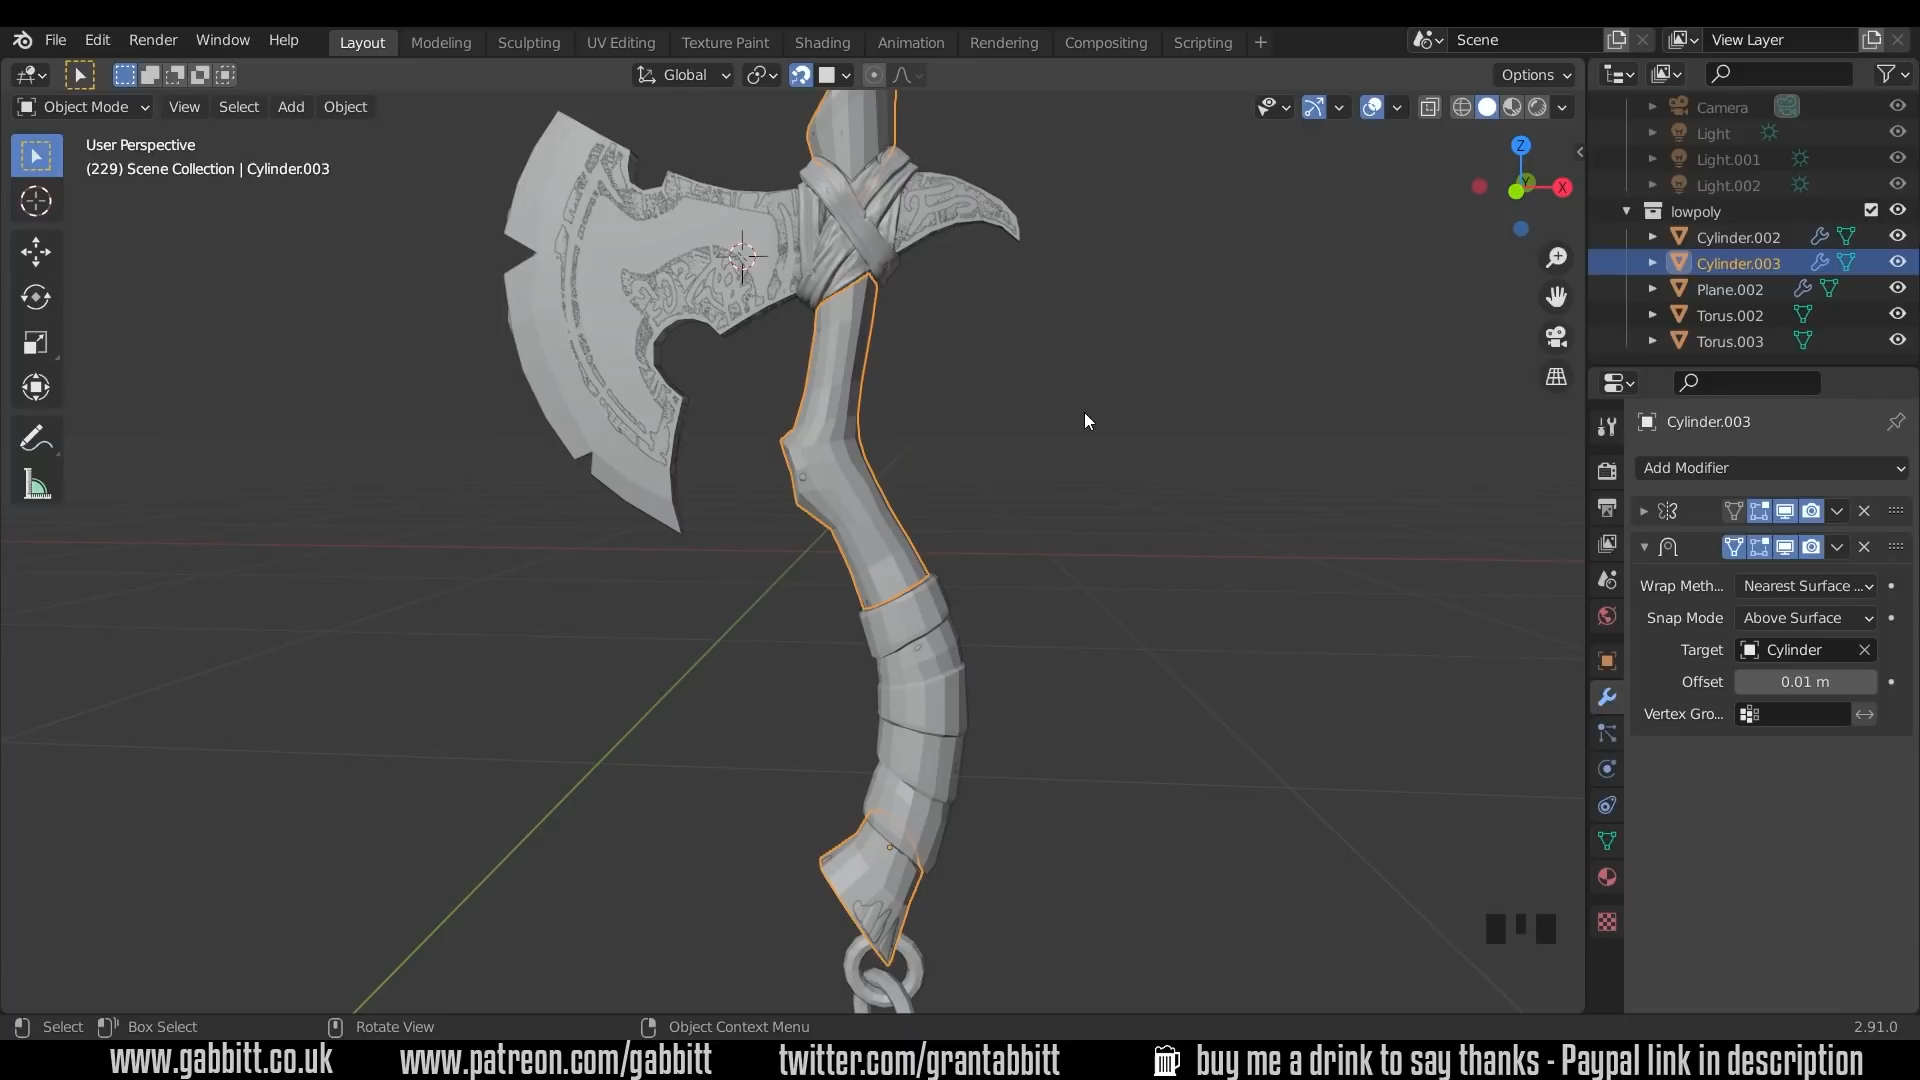 File Edit Render Window Help Layout Modeling Sculpting UV Editing Texture Paint Shading Animation Rendering Compositing Scripting + Scene View Layer
Global Options
Object Mode View Select Add Object
User Perspective
(229) Scene Collection | Cylinder.003
Z
Y
X
Camera
Light
Light.001
Light.002
lowpoly
Cylinder.002
Cylinder.003
Plane.002
Torus.002
Torus.003
Cylinder.003
Add Modifier
Wrap Meth... Nearest Surface ...
Snap Mode Above Surface
Target Cylinder
Offset 0.01 m
Vertex Gro...
Select Box Select Rotate View Object Context Menu 2.91.0
www.gabbitt.co.uk www.patreon.com/gabbitt twitter.com/grantabbitt buy me a drink to say thanks - Paypal link in description